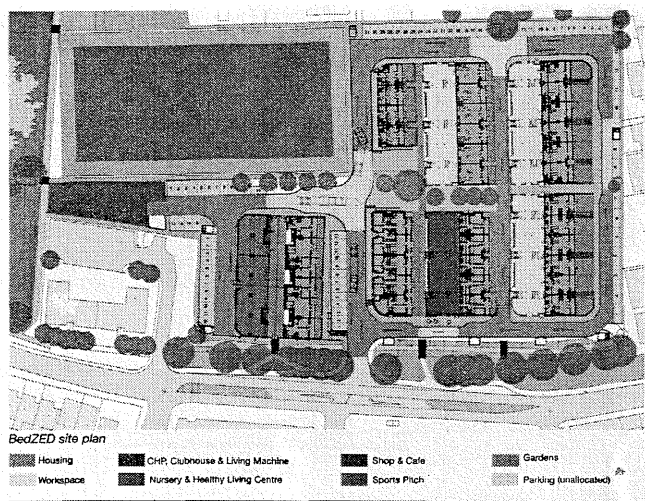 BedZED site plan
Housing
CHP, Clubhouse & Living Machine
Shop & Cafe
Gardens
Workspace
Nursery & Healthy Living Centre
Sports Pitch
Parking (unallocated)